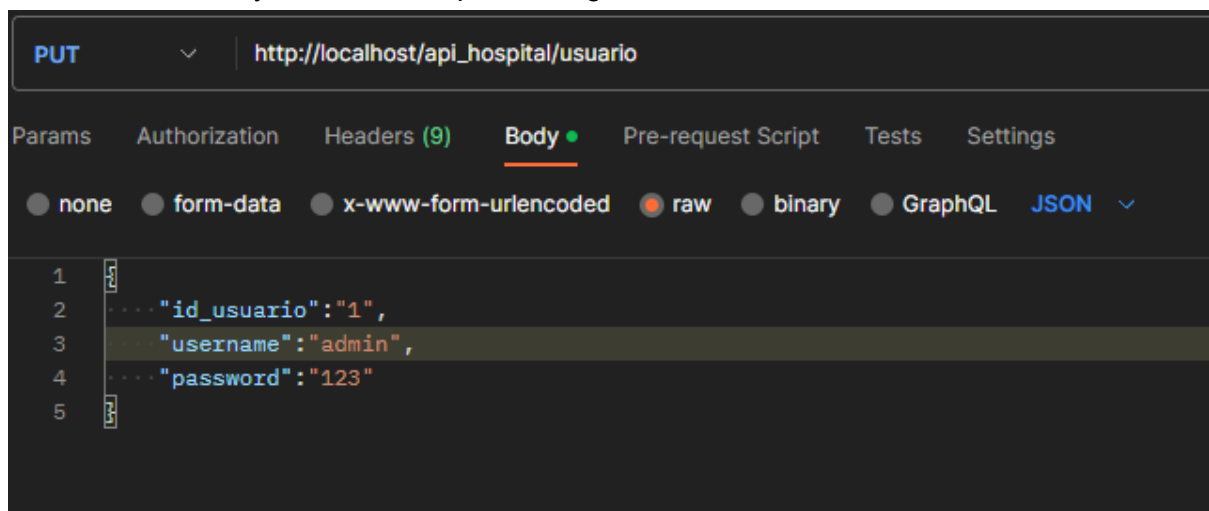 PUT http://localhost/api_hospital/usuario
Params Authorization Headers (9) Body Pre-request Script Tests Settings
none form-data x-www-form-urlencoded raw binary GraphQL JSON
1 {
2 "id_usuario":"1",
3 "username":"admin",
4 "password":"123"
5 }